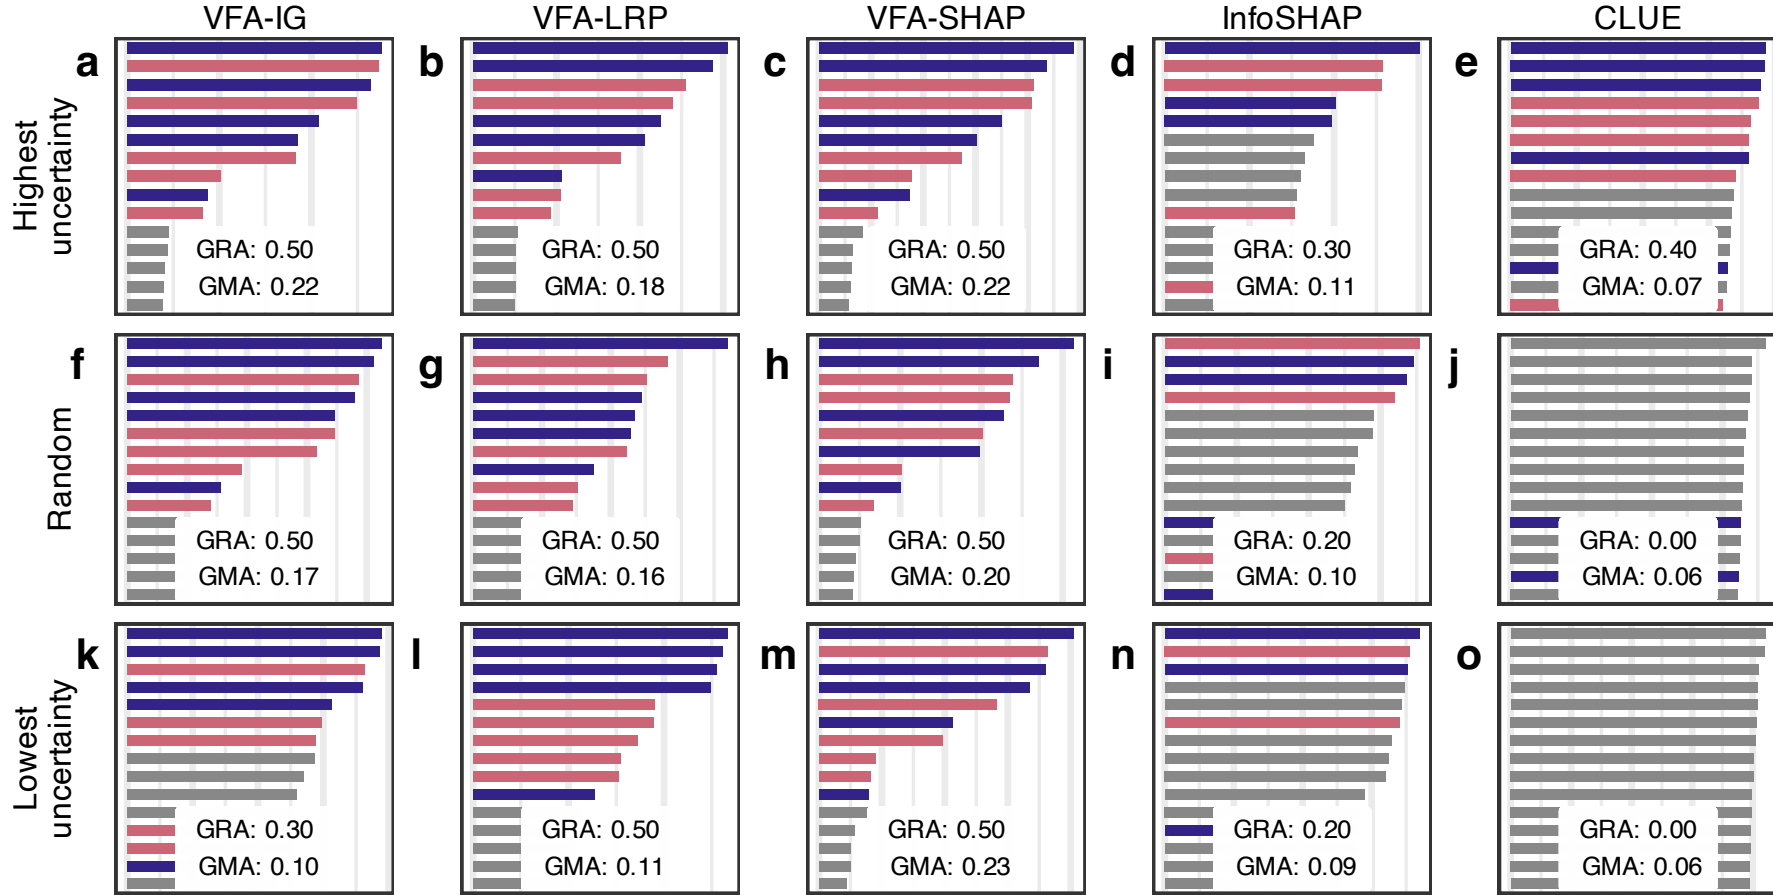 VFA-IG VFA-LRP VFA-SHAP InfoSHAP CLUE
Highest
uncertainty
a
GRA: 0.50
GMA: 0.22
b
GRA: 0.50
GMA: 0.18
c
GRA: 0.50
GMA: 0.22
d
GRA: 0.30
GMA: 0.11
e
GRA: 0.40
GMA: 0.07
Random
f
GRA: 0.50
GMA: 0.17
g
GRA: 0.50
GMA: 0.16
h
GRA: 0.50
GMA: 0.20
i
GRA: 0.20
GMA: 0.10
j
GRA: 0.00
GMA: 0.06
Lowest
uncertainty
k
GRA: 0.30
GMA: 0.10
l
GRA: 0.50
GMA: 0.11
m
GRA: 0.50
GMA: 0.23
n
GRA: 0.20
GMA: 0.09
o
GRA: 0.00
GMA: 0.06